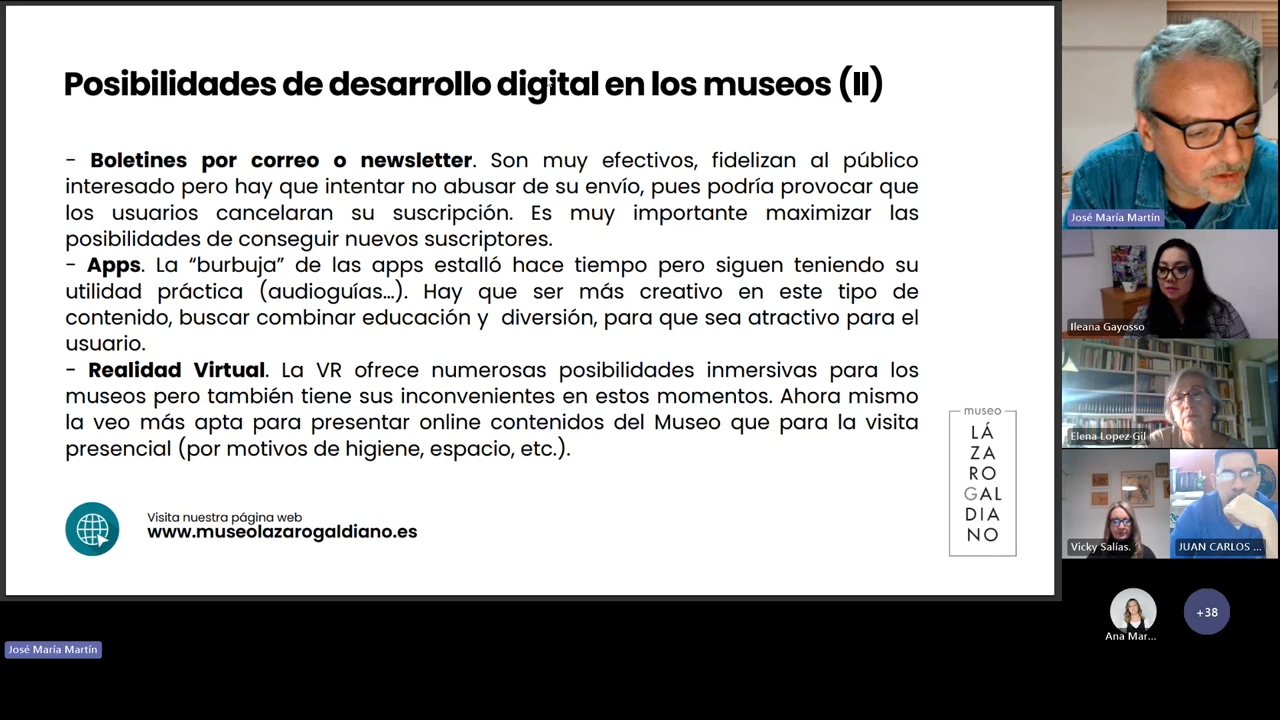 Posibilidades de desarrollo digital en los museos (II)
- Boletines por correo o newsletter. Son muy efectivos, fidelizan al público
interesado pero hay que intentar no abusar de su envío, pues podría provocar que
los usuarios cancelaran su suscripción. Es muy importante maximizar las
posibilidades de conseguir nuevos suscriptores.
- Apps. La “burbuja” de las apps estalló hace tiempo pero siguen teniendo su
utilidad práctica (audioguías...). Hay que ser más creativo en este tipo de
contenido, buscar combinar educación y diversión, para que sea atractivo para el
usuario.
- Realidad Virtual. La VR ofrece numerosas posibilidades inmersivas para los
museos pero también tiene sus inconvenientes en estos momentos. Ahora mismo
la veo más apta para presentar online contenidos del Museo que para la visita
presencial (por motivos de higiene, espacio, etc.).
Visita nuestra página web
www.museolazarogaldiano.es
museo
LÁ
ZA
RO
GAL
DIA
NO
José María Martín
Ileana Gayosso
Elena Lopez Gil
Vicky Salías.
JUAN CARLOS ...
Ana Mar...
+38
José María Martín